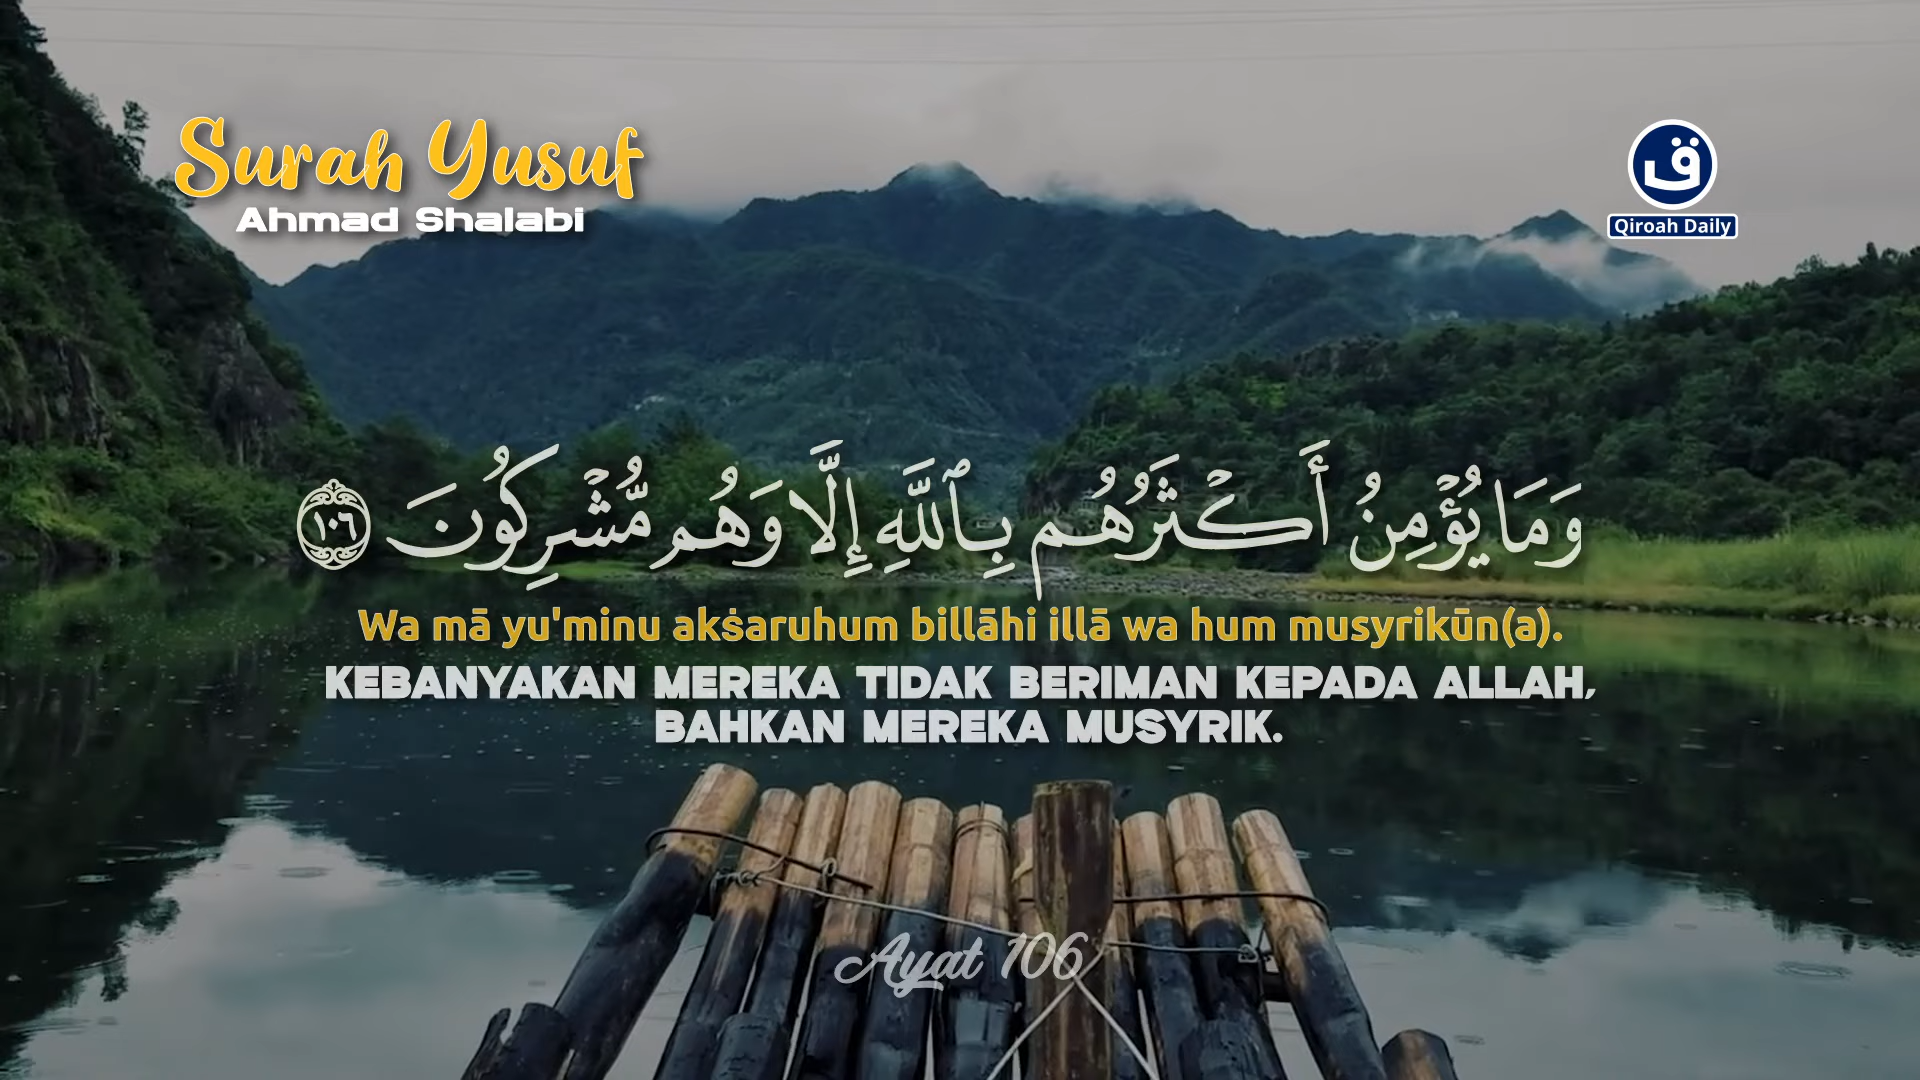 Surah Yusuf
Ahmad Shalabi
ق
Qiroah Daily
وَمَا يُؤۡمِنُ أَكۡثَرُهُم بِٱللَّهِ إِلَّا وَهُم مُّشۡرِكُونَ ١٠٦
Wa mā yu'minu akṡaruhum billāhi illā wa hum musyrikūn(a).
KEBANYAKAN MEREKA TIDAK BERIMAN KEPADA ALLAH,
BAHKAN MEREKA MUSYRIK.
Ayat 106